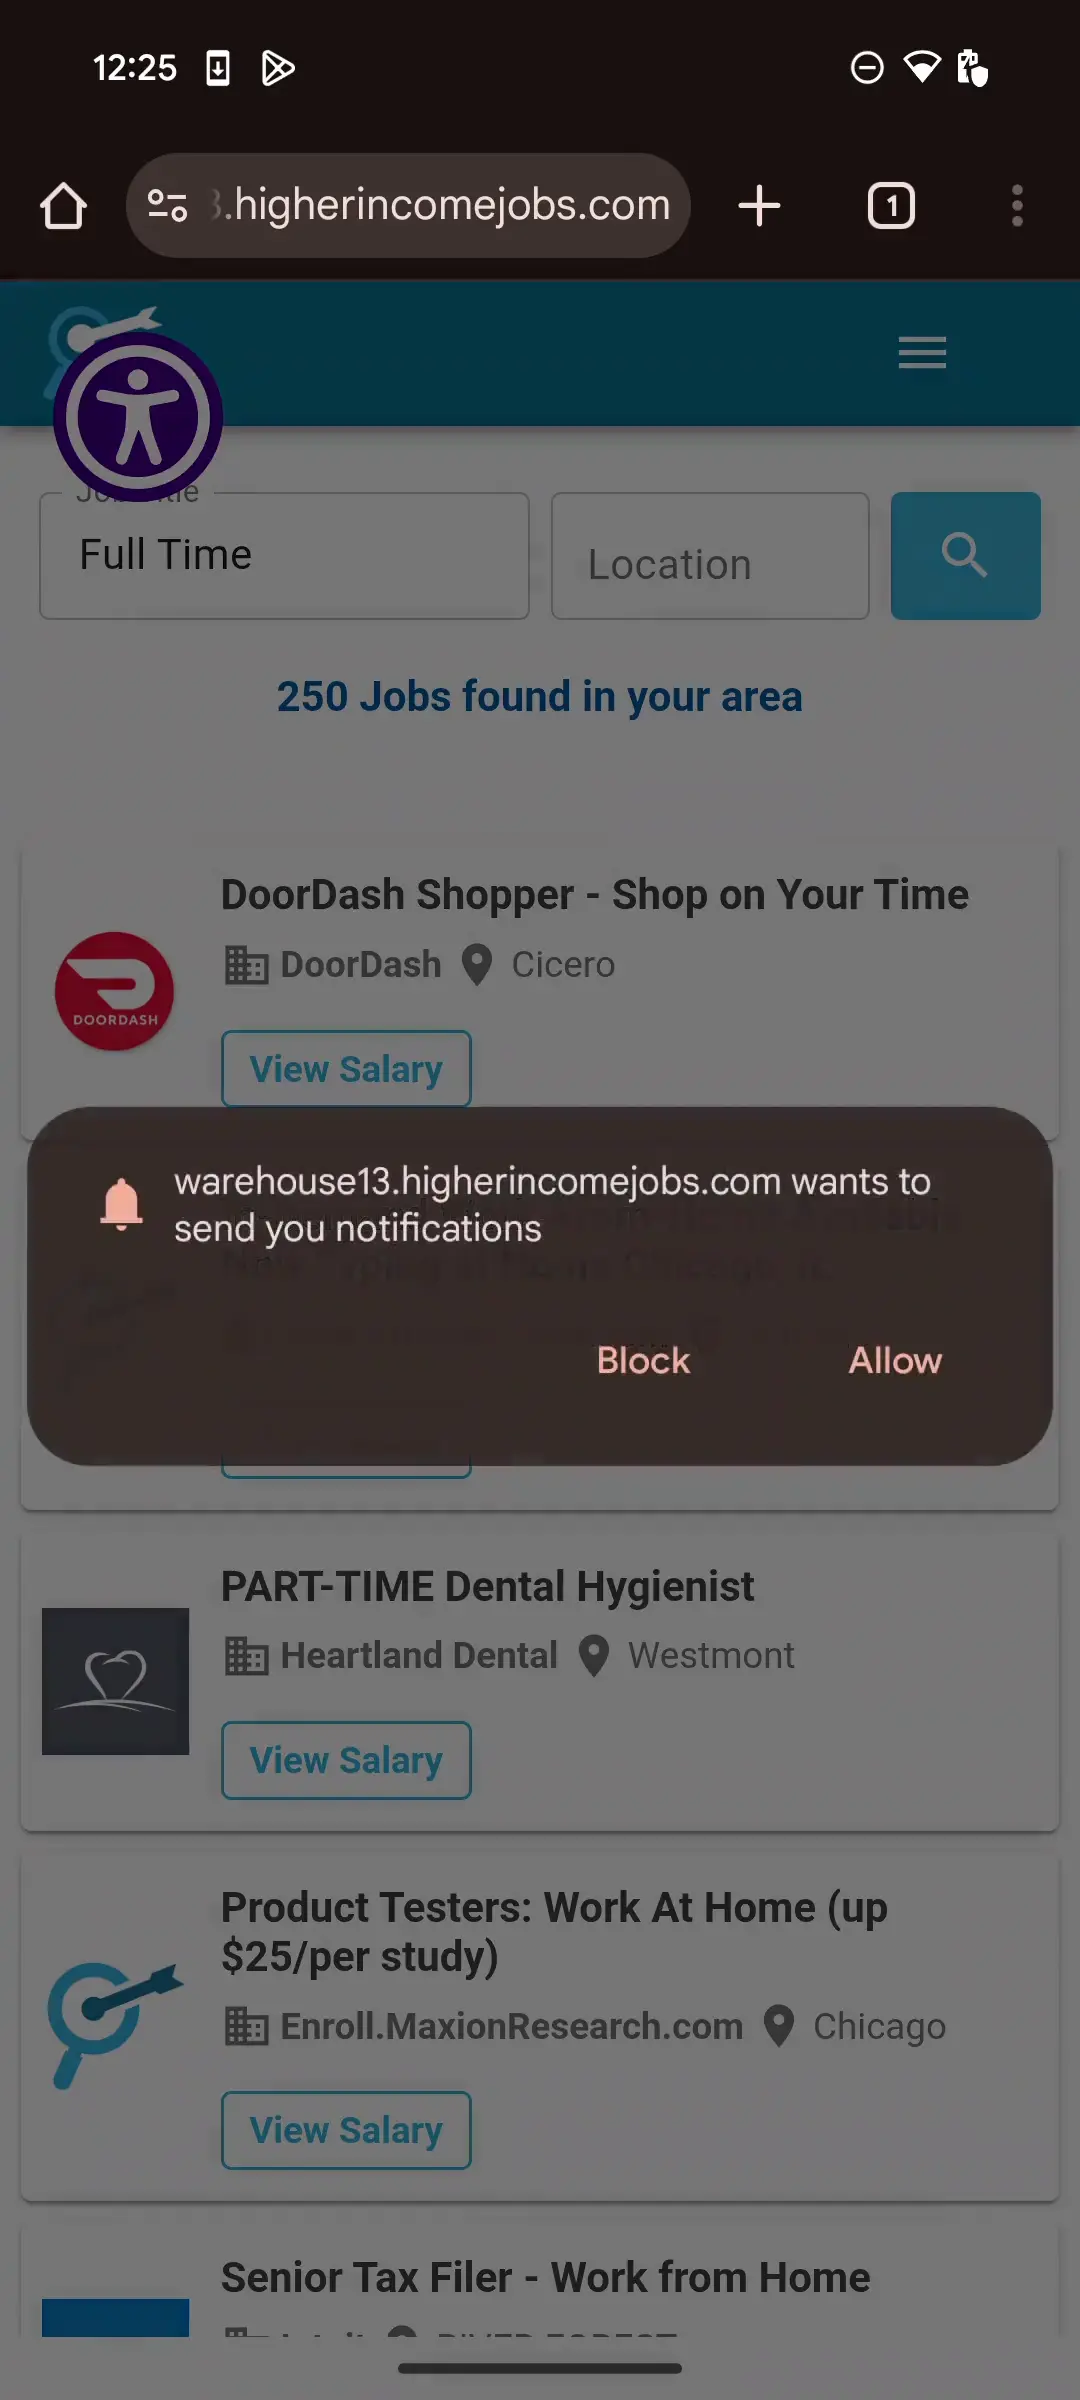 12:25
.higherincomejobs.com
1
Full Time
Location
250 Jobs found in your area
DoorDash Shopper - Shop on Your Time
DoorDash Cicero
DOORDASH
View Salary
warehouse13.higherincomejobs.com wants to
send you notifications
Block Allow
PART-TIME Dental Hygienist
Heartland Dental Westmont
View Salary
Product Testers: Work At Home (up
$25/per study)
Enroll.MaxionResearch.com Chicago
View Salary
Senior Tax Filer - Work from Home